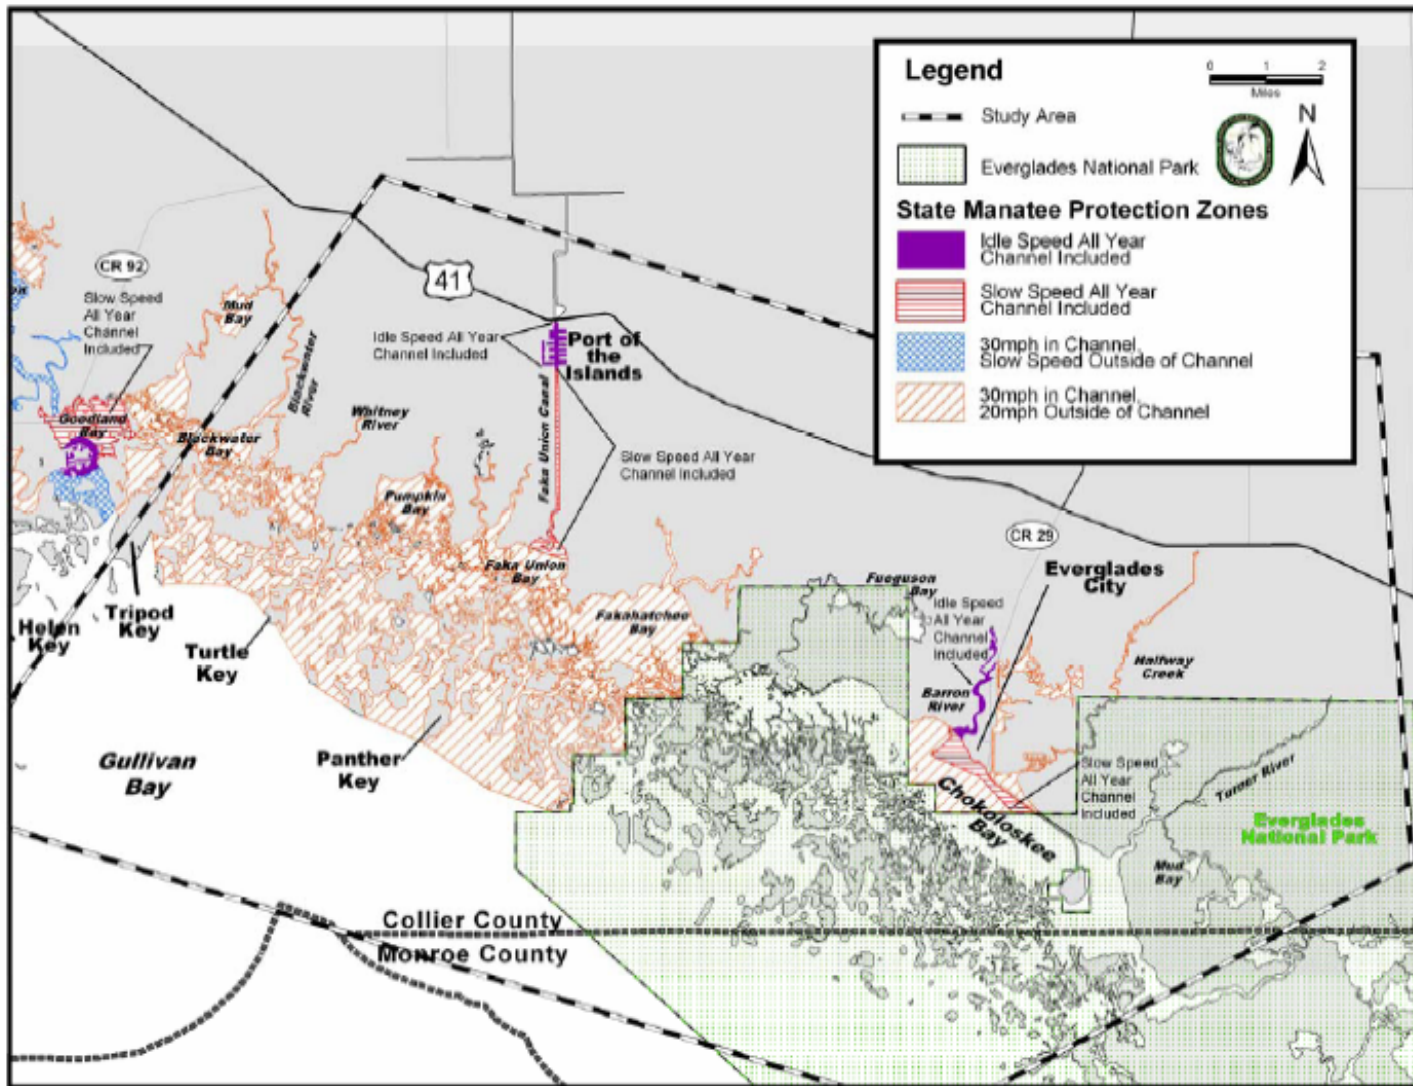 Legend
0 1 2
Miles
N
Study Area
Everglades National Park
State Manatee Protection Zones
Idle Speed All Year
Channel Included
Slow Speed All Year
Channel Included
30mph in Channel,
Slow Speed Outside of Channel
30mph in Channel,
20mph Outside of Channel
CR 92
Slow Speed
All Year
Channel
Included
Mud
Bay
41
Idle Speed All Year
Channel Included
Port of
the
Islands
Blackwater
River
Whitney
River
Faka Union Canal
Goodland
Bay
Blackwater
Bay
Slow Speed All Year
Channel Included
Pumpkin
Bay
Faka Union
Bay
CR 29
Everglades
City
Fuguson
Bay
Idle Speed
All Year
Channel
Included
Fakahatchee
Bay
Helen
Key
Tripod
Key
Turtle
Key
Halfway
Creek
Barron
River
Panther
Key
Gullivan
Bay
Slow Speed
All Year
Channel
Included
Chokoloskee
Bay
Turner River
Everglades
National Park
Mud
Bay
Collier County
Monroe County